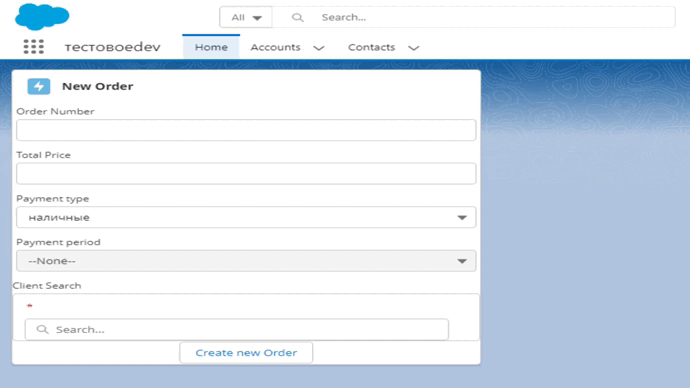 All Search...
тестовоеdev Home Accounts Contacts
New Order
Order Number
Total Price
Payment type
наличные
Payment period
--None--
Client Search
*
Search...
Create new Order